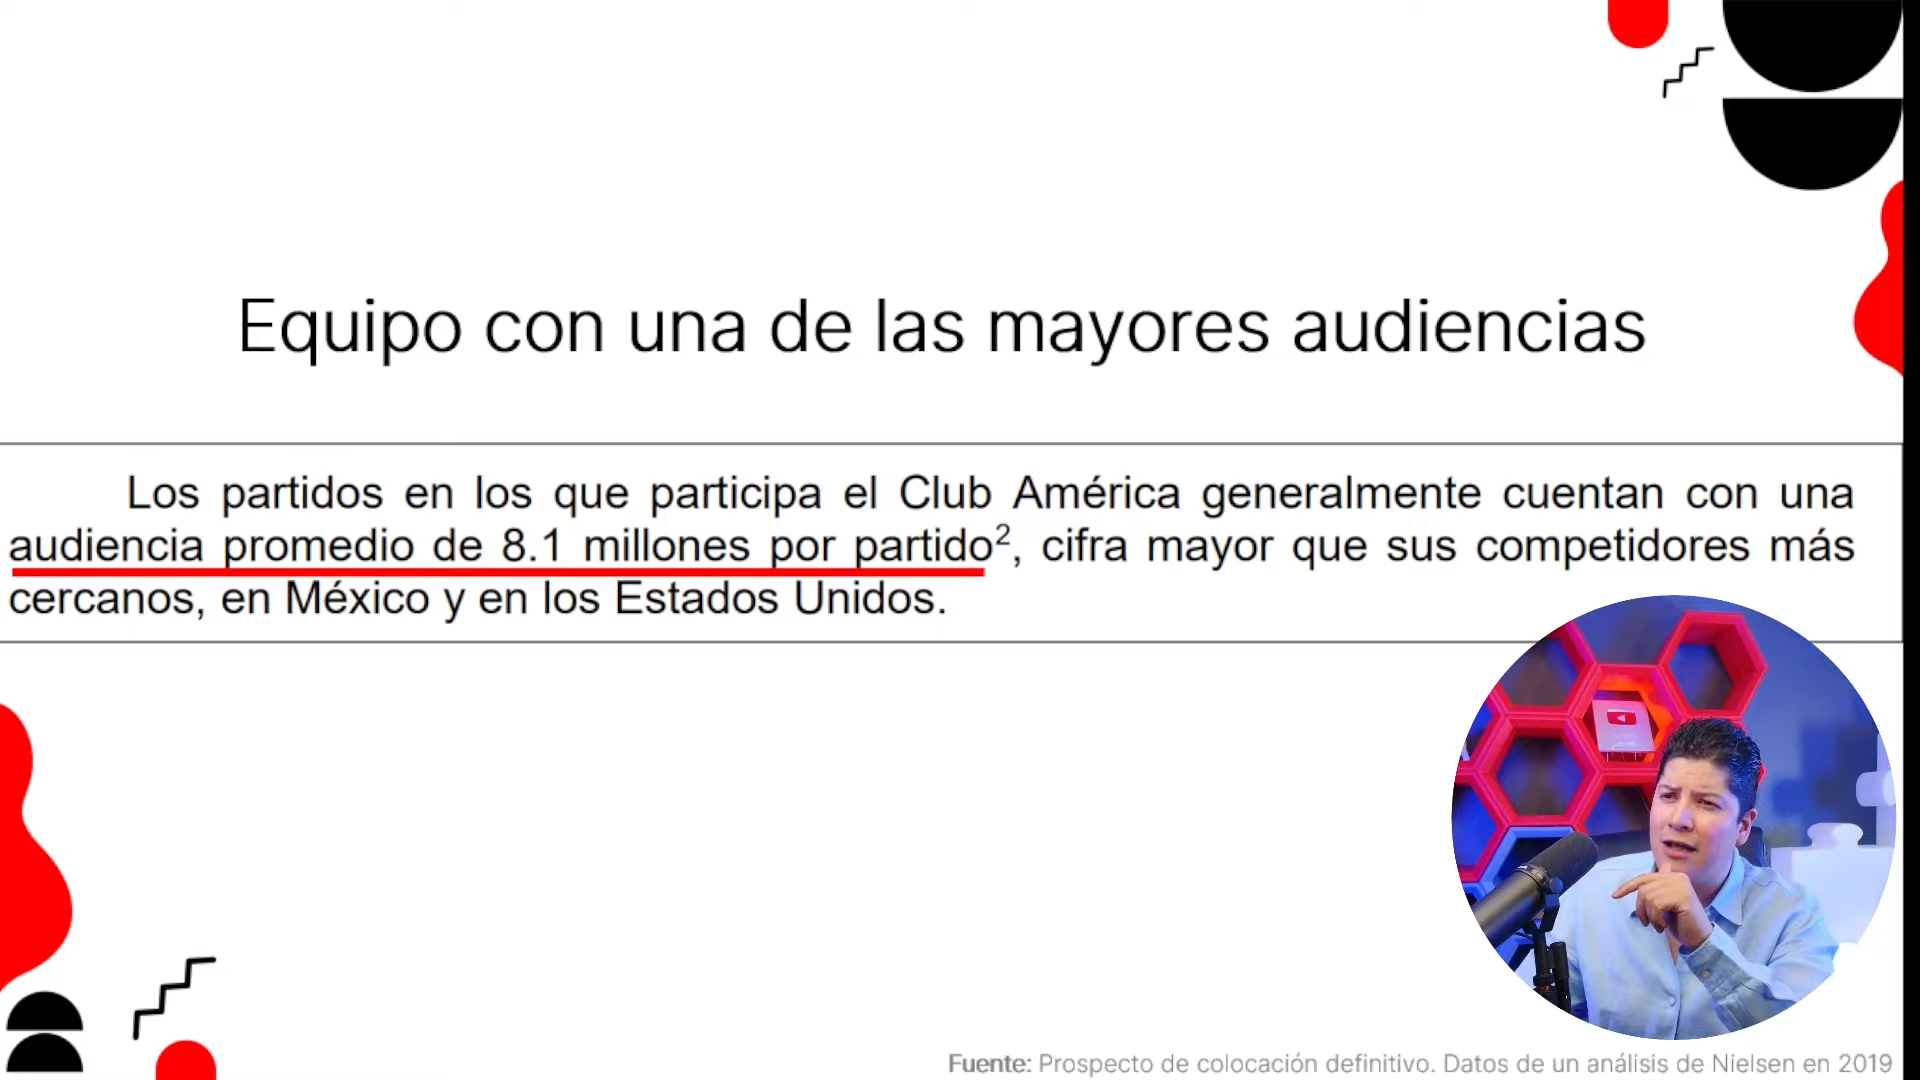 Equipo con una de las mayores audiencias
Los partidos en los que participa el Club América generalmente cuentan con una
audiencia promedio de 8.1 millones por partido², cifra mayor que sus competidores más
cercanos, en México y en los Estados Unidos.
Fuente: Prospecto de colocación definitivo. Datos de un análisis de Nielsen en 2019